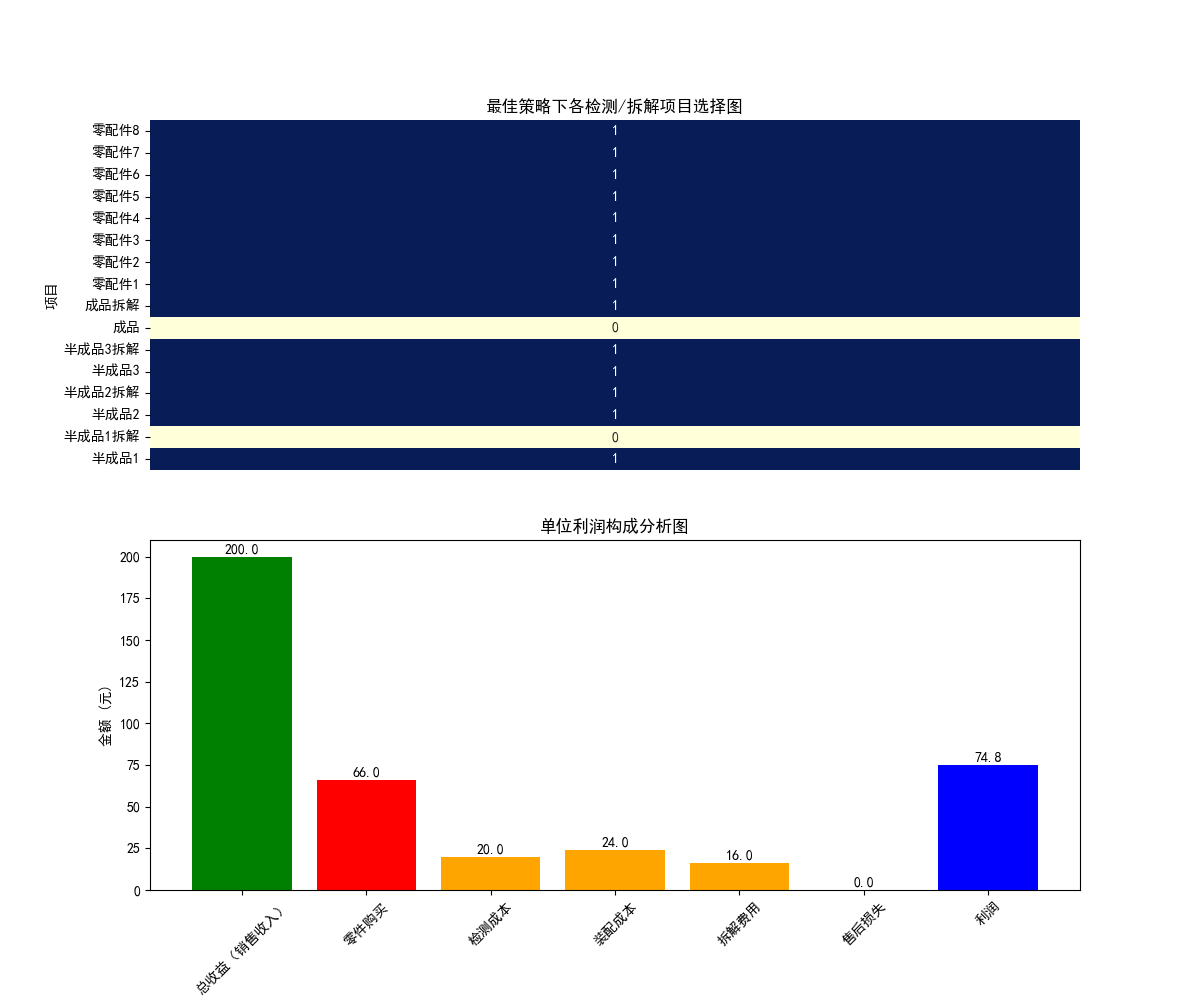 最佳策略下各检测/拆解项目选择图
项目
零配件8 1
零配件7 1
零配件6 1
零配件5 1
零配件4 1
零配件3 1
零配件2 1
零配件1 1
成品拆解 1
成品 0
半成品3拆解 1
半成品3 1
半成品2拆解 1
半成品2 1
半成品1拆解 0
半成品1 1
单位利润构成分析图
金额 (元)
200
175
150
125
100
75
50
25
0
200.0
66.0
20.0
24.0
16.0
0.0
74.8
总收益（销售收入）
零件购买
检测成本
装配成本
拆解费用
售后损失
利润